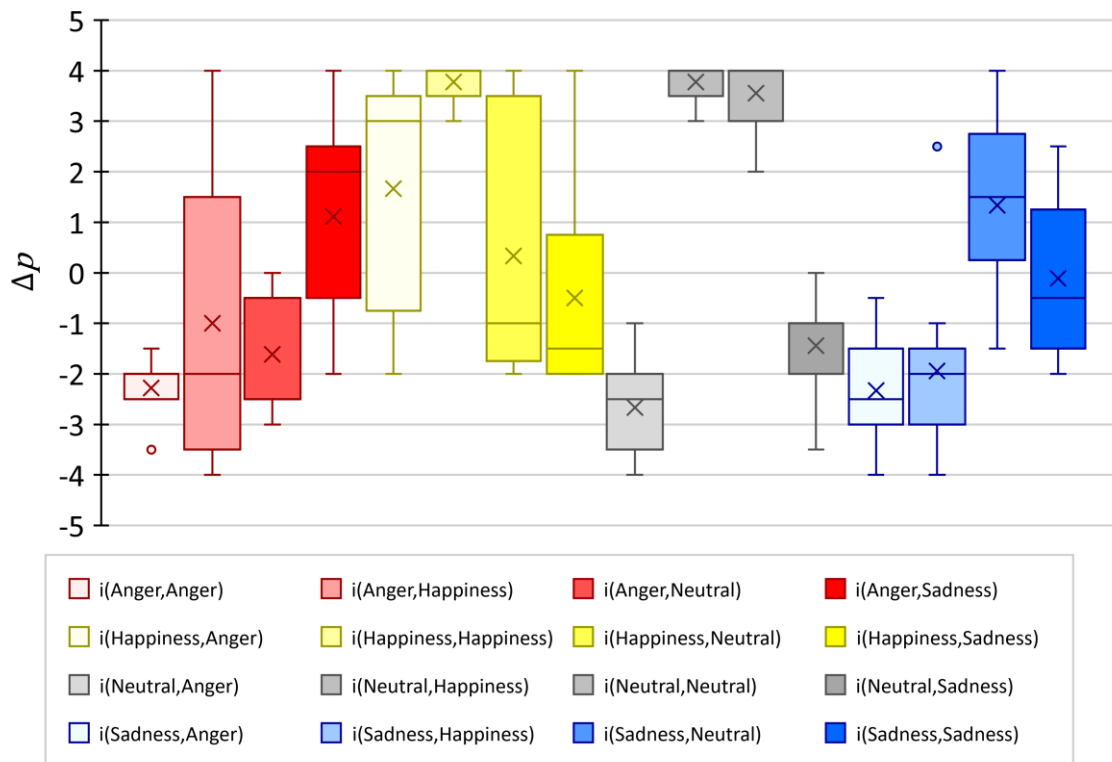 5
4
3
2
1
0
-1
-2
-3
-4
-5
Δp
i(Anger,Anger) i(Anger,Happiness) i(Anger,Neutral) i(Anger,Sadness)
i(Happiness,Anger) i(Happiness,Happiness) i(Happiness,Neutral) i(Happiness,Sadness)
i(Neutral,Anger) i(Neutral,Happiness) i(Neutral,Neutral) i(Neutral,Sadness)
i(Sadness,Anger) i(Sadness,Happiness) i(Sadness,Neutral) i(Sadness,Sadness)